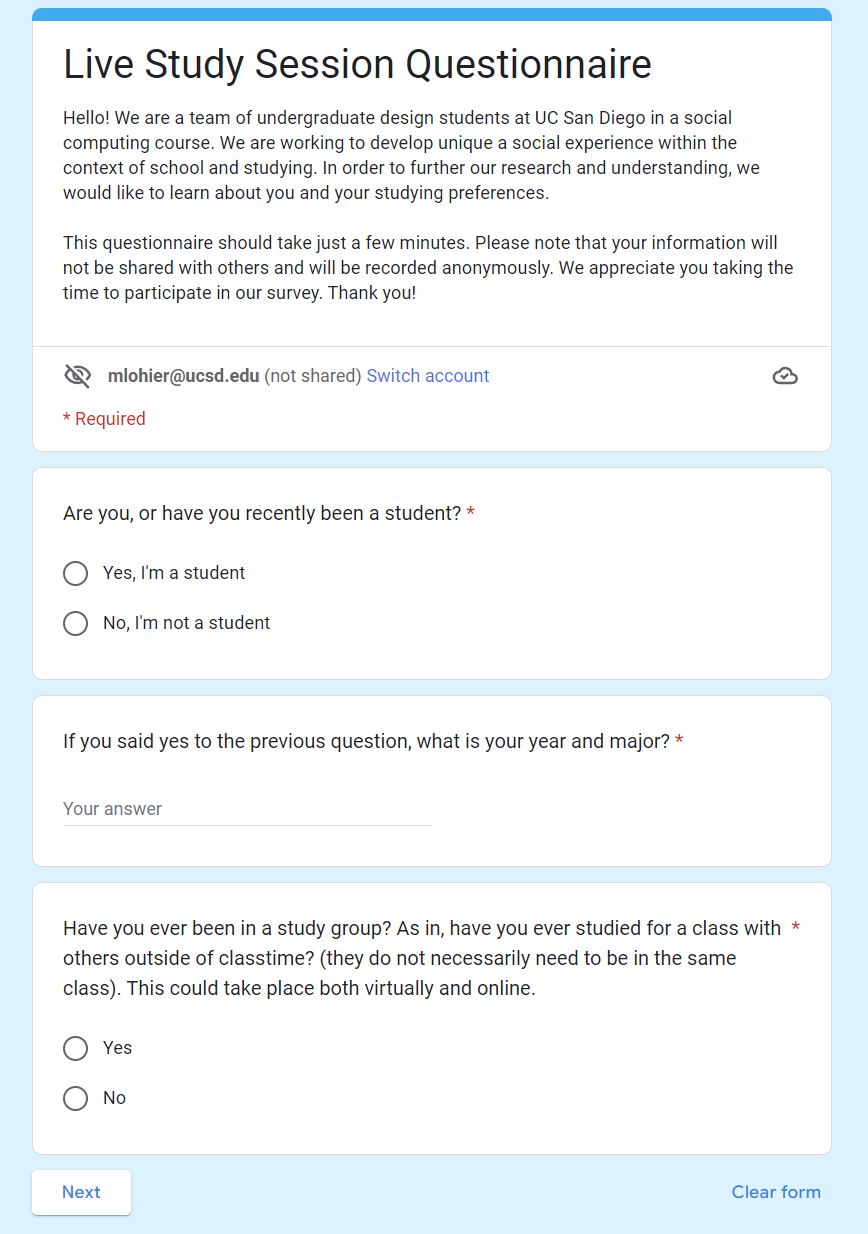 Live Study Session Questionnaire
Hello! We are a team of undergraduate design students at UC San Diego in a social
computing course. We are working to develop unique a social experience within the
context of school and studying. In order to further our research and understanding, we
would like to learn about you and your studying preferences.
This questionnaire should take just a few minutes. Please note that your information will
not be shared with others and will be recorded anonymously. We appreciate you taking the
time to participate in our survey. Thank you!
mlohier@ucsd.edu (not shared) Switch account
* Required
Are you, or have you recently been a student? *
Yes, I'm a student
No, I'm not a student
If you said yes to the previous question, what is your year and major? *
Your answer
Have you ever been in a study group? As in, have you ever studied for a class with *
others outside of classtime? (they do not necessarily need to be in the same
class). This could take place both virtually and online.
Yes
No
Next Clear form